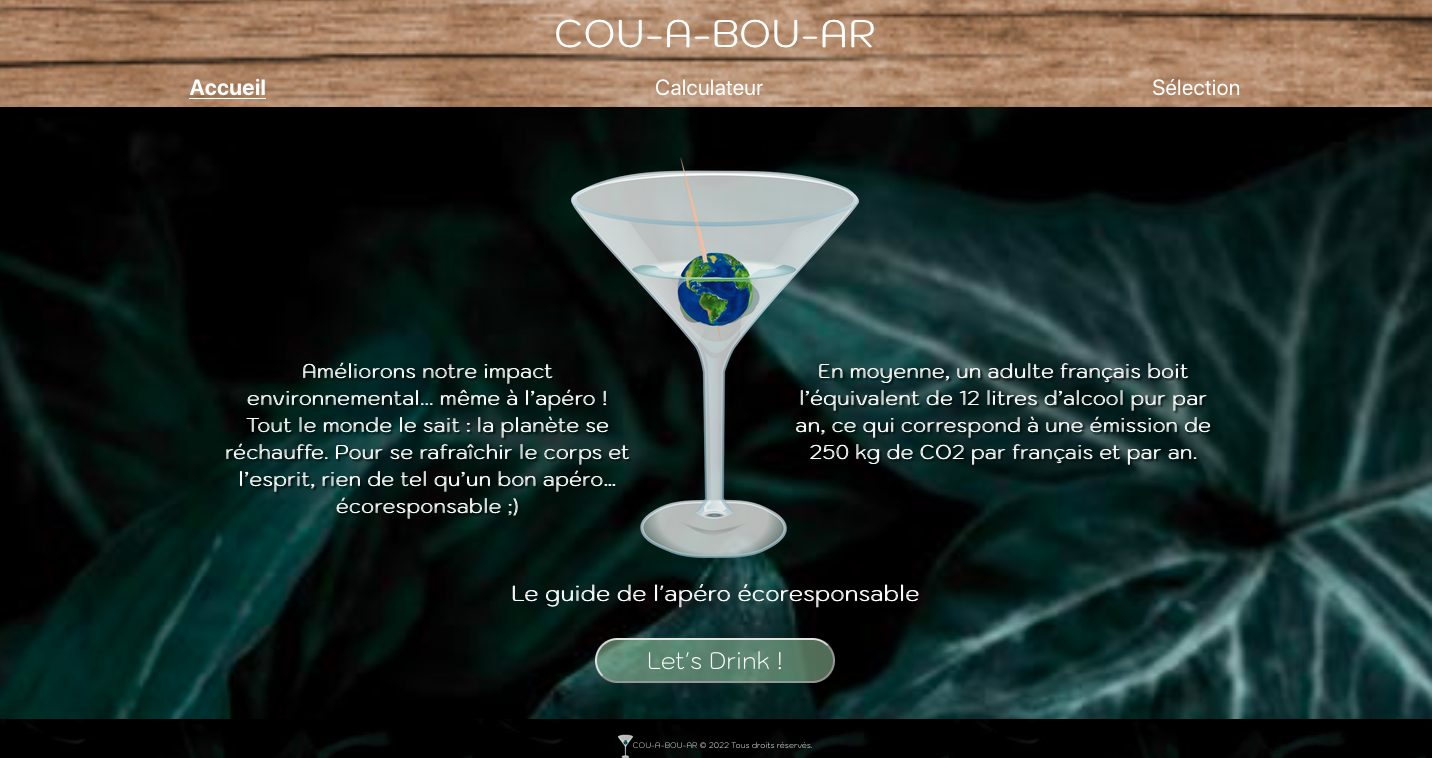 COU-A-BOU-AR
Accueil
Calculateur
Sélection
Améliorons notre impact
environnemental... même à l'apéro !
Tout le monde le sait : la planète se
réchauffe. Pour se rafraîchir le corps et
l'esprit, rien de tel qu'un bon apéro...
écoresponsable ;)
En moyenne, un adulte français boit
l'équivalent de 12 litres d'alcool pur par
an, ce qui correspond à une émission de
250 kg de CO2 par français et par an.
Le guide de l'apéro écoresponsable
Let's Drink !
COU-A-BOU-AR © 2022 Tous droits réservés.